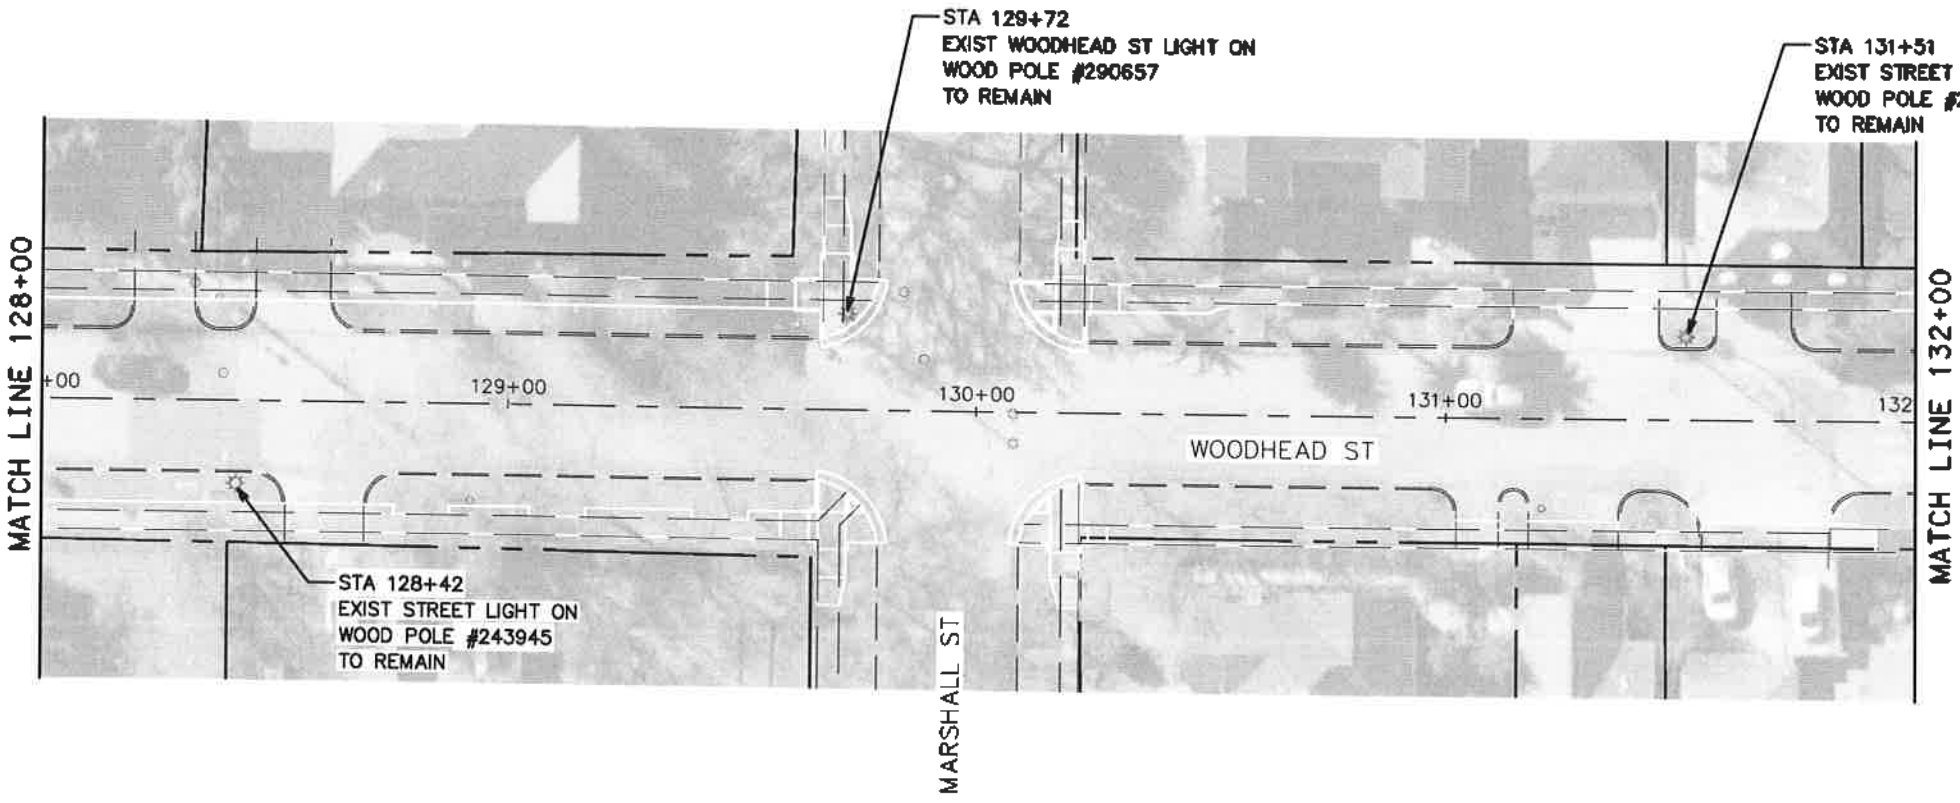 STA 129+72
EXIST WOODHEAD ST LIGHT ON
WOOD POLE #290657
TO REMAIN
STA 131+51
EXIST STREET
WOOD POLE #2
TO REMAIN
MATCH LINE 128+00
+00
129+00
130+00
131+00
132
WOODHEAD ST
MATCH LINE 132+00
STA 128+42
EXIST STREET LIGHT ON
WOOD POLE #243945
TO REMAIN
MARSHALL ST